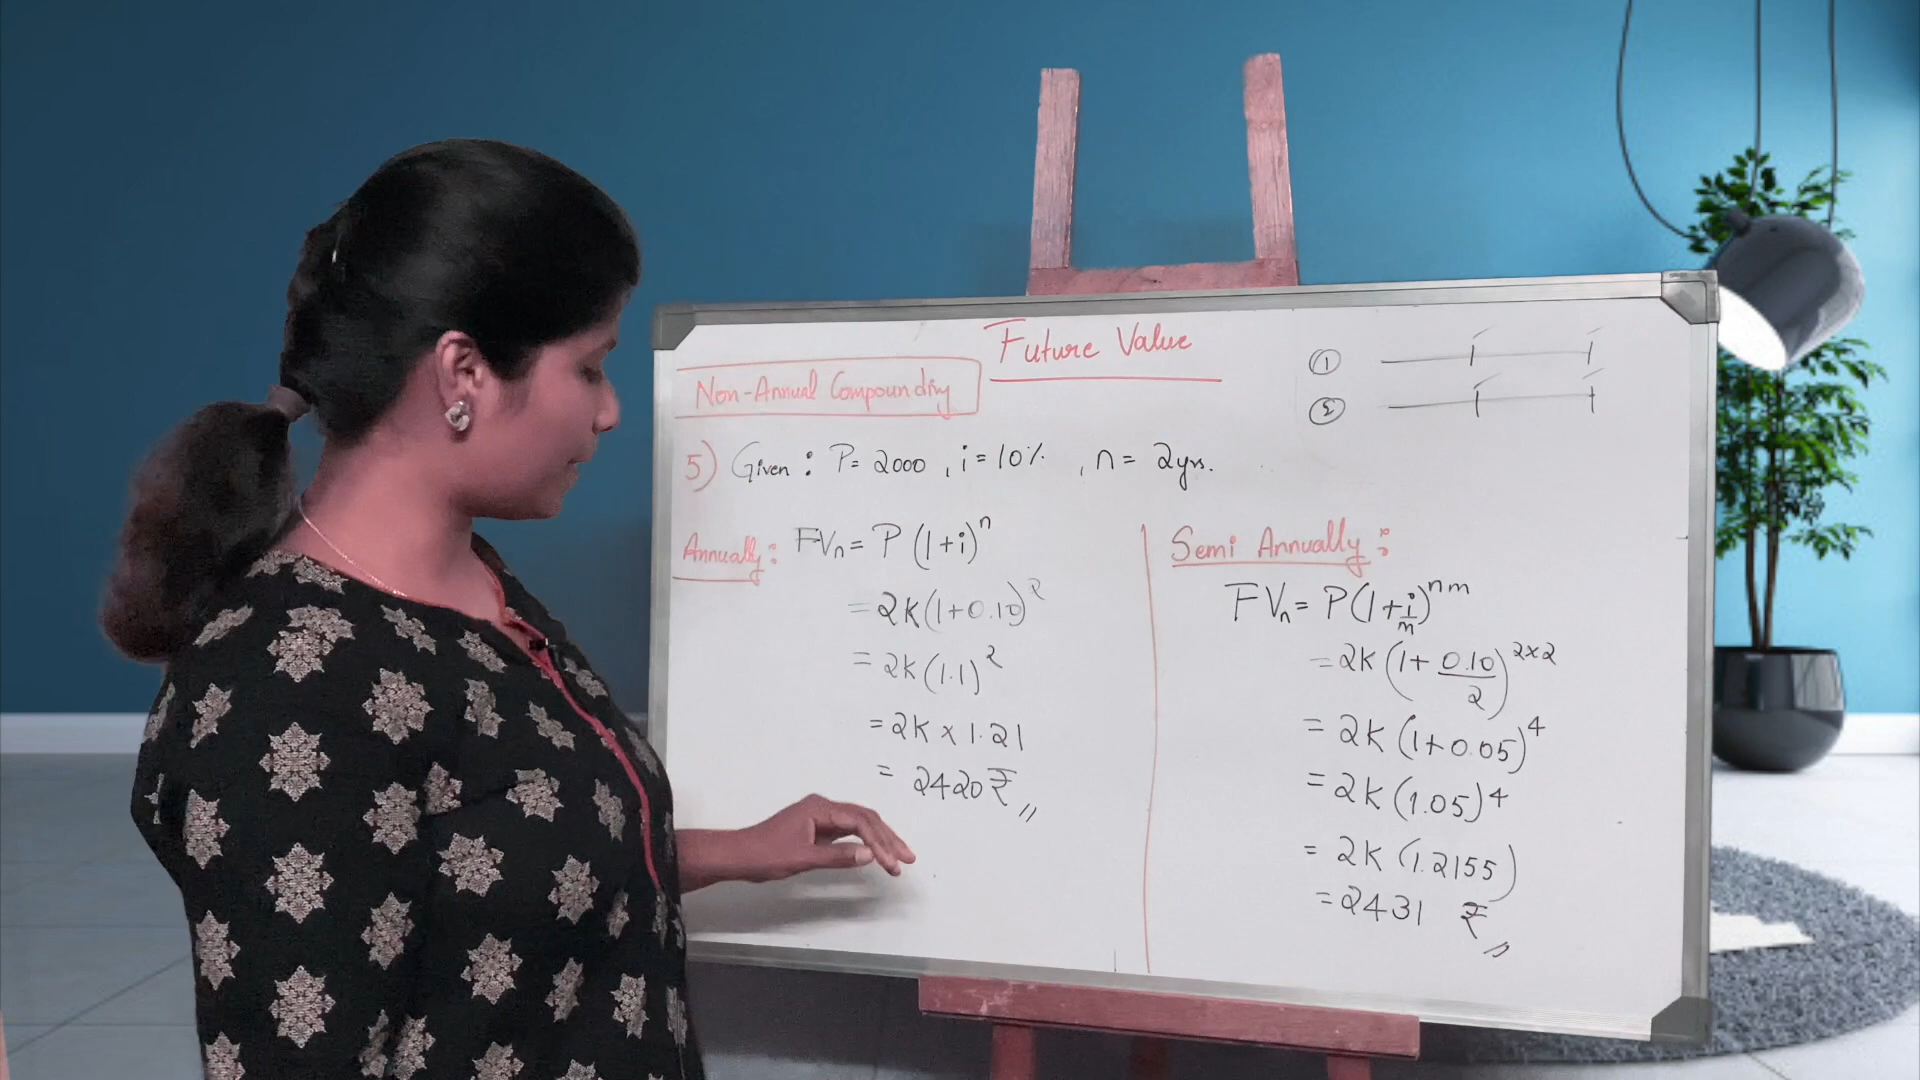 Future Value
Non-Annual Compounding
①
②
5) Given : P= 2000 , i = 10% , n = 2yrs.
Annually : FVn = P (1+i)^n
= 2K (1+0.10)^2
= 2K (1.1)^2
= 2K x 1.21
= 2420 ₹ //
Semi Annually :
FVn = P (1+ i/m)^nm
= 2K (1+ 0.10/2)^2x2
= 2K (1+0.05)^4
= 2K (1.05)^4
= 2K (1.2155)
= 2431 ₹ //